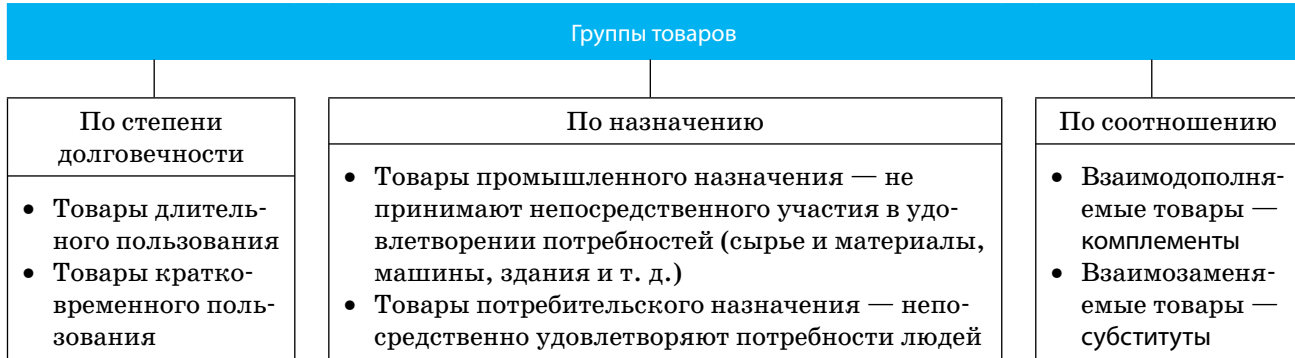 Группы товаров
По степени
долговечности
• Товары длитель-
ного пользования
• Товары кратко-
временного поль-
зования
По назначению
• Товары промышленного назначения — не
принимают непосредственного участия в удо-
влетворении потребностей (сырье и материалы,
машины, здания и т. д.)
• Товары потребительского назначения — непо-
средственно удовлетворяют потребности людей
По соотношению
• Взаимодополня-
емые товары —
комплементы
• Взаимозаменя-
емые товары —
субституты